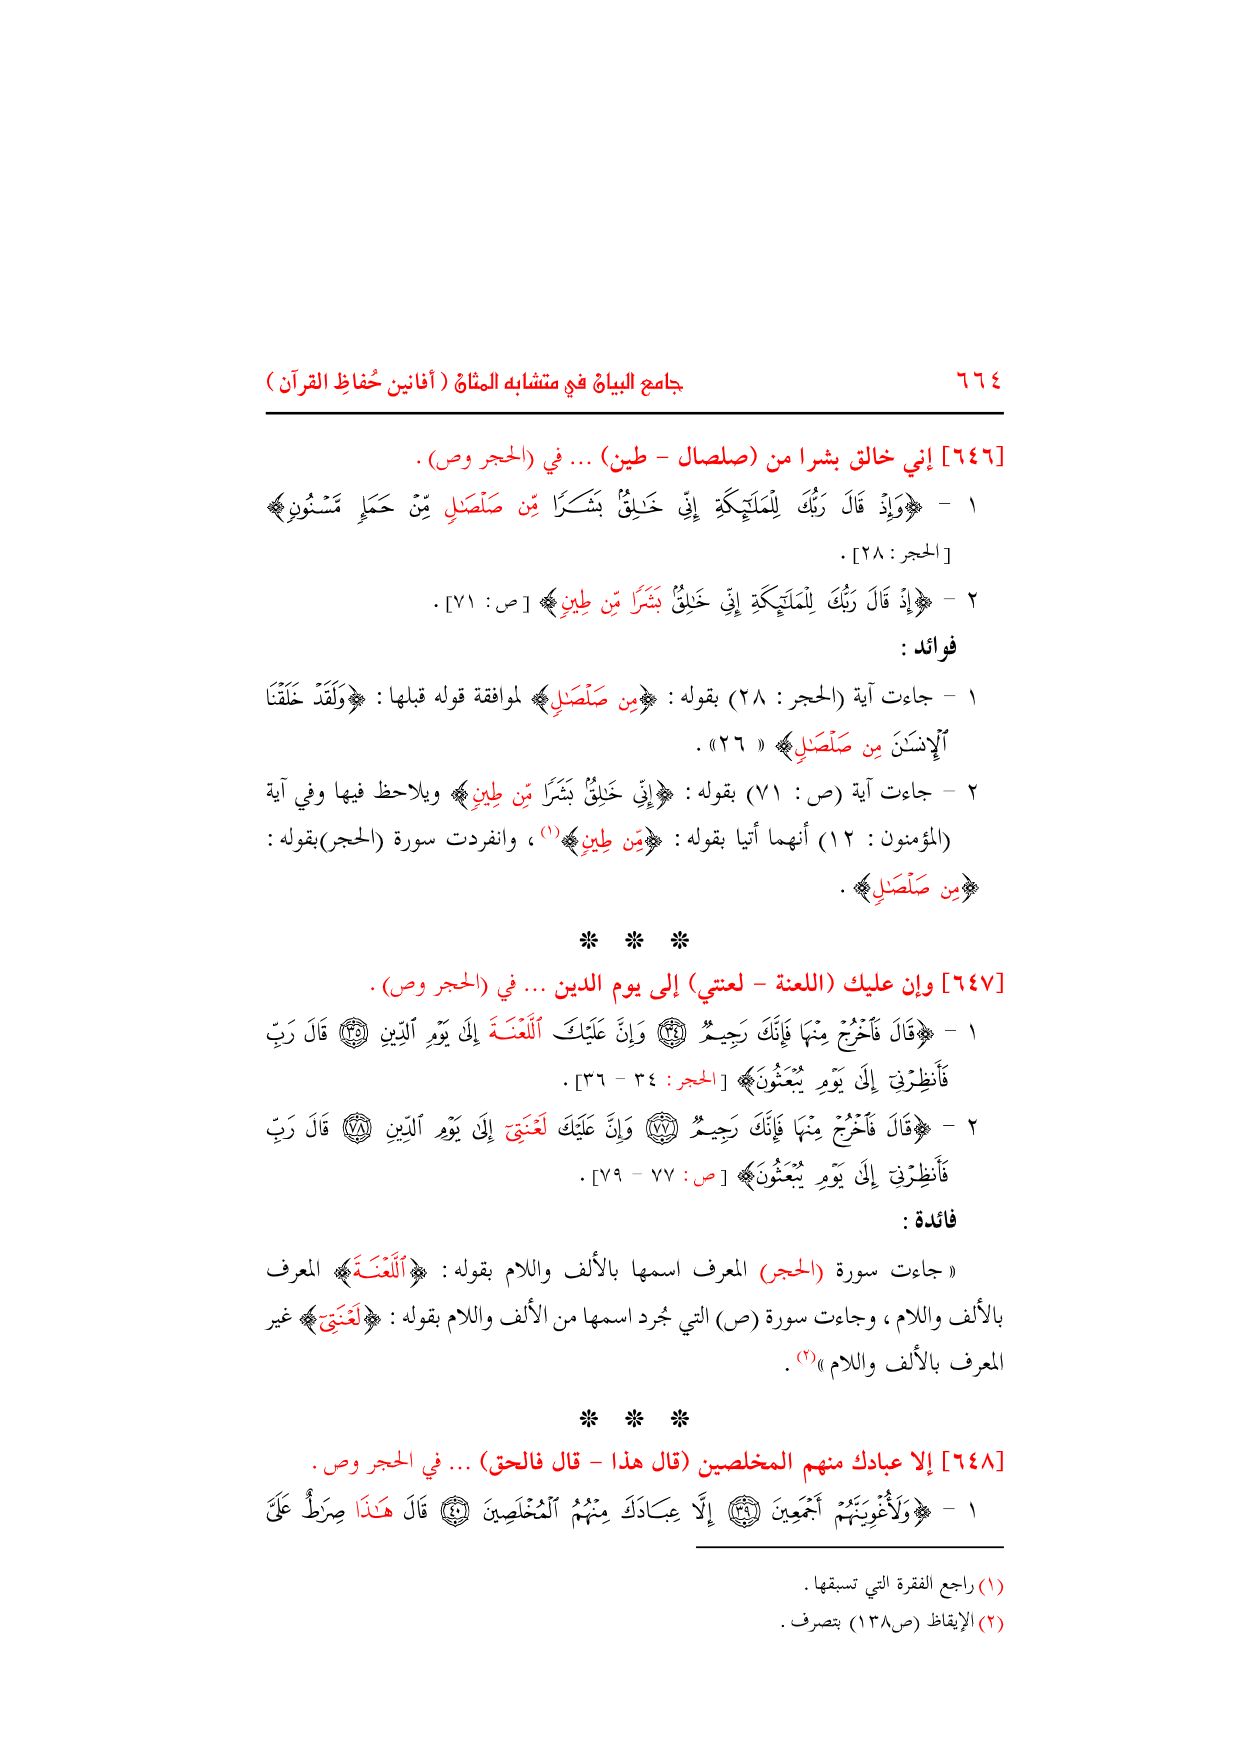 ٦٦٤ جامع البيان في متشابه المثان ( أفانين حُفاظِ القرآن )
[٦٤٦] إني خالق بشرا من (صلصال – طين) ... في (الحجر وص) .
١ – ﴿وَإِذْ قَالَ رَبُّكَ لِلْمَلَٰٓئِكَةِ إِنِّى خَٰلِقٌۢ بَشَرًا مِّن صَلْصَٰلٍ مِّنْ حَمَإٍ مَّسْنُونٍ﴾
[الحجر : ٢٨] .
٢ – ﴿إِذْ قَالَ رَبُّكَ لِلْمَلَٰٓئِكَةِ إِنِّى خَٰلِقٌۢ بَشَرًا مِّن طِينٍ﴾ [ص : ٧١] .
فوائد :
١ – جاءت آية (الحجر : ٢٨) بقوله : ﴿مِن صَلْصَٰلٍ﴾ لموافقة قوله قبلها : ﴿وَلَقَدْ خَلَقْنَا
ٱلْإِنسَٰنَ مِن صَلْصَٰلٍ﴾ « ٢٦» .
٢ – جاءت آية (ص : ٧١) بقوله : ﴿إِنِّى خَٰلِقٌۢ بَشَرًا مِّن طِينٍ﴾ ويلاحظ فيها وفي آية
(المؤمنون : ١٢) أنهما أتيا بقوله : ﴿مِّن طِينٍ﴾(١) ، وانفردت سورة (الحجر)بقوله :
﴿مِن صَلْصَٰلٍ﴾ .
❊ ❊ ❊
[٦٤٧] وإن عليك (اللعنة – لعنتي) إلى يوم الدين ... في (الحجر وص) .
١ – ﴿قَالَ فَٱخْرُجْ مِنْهَا فَإِنَّكَ رَجِيمٌ ٣٤ وَإِنَّ عَلَيْكَ ٱللَّعْنَةَ إِلَىٰ يَوْمِ ٱلدِّينِ ٣٥ قَالَ رَبِّ
فَأَنظِرْنِىٓ إِلَىٰ يَوْمِ يُبْعَثُونَ﴾ [الحجر : ٣٤ – ٣٦] .
٢ – ﴿قَالَ فَٱخْرُجْ مِنْهَا فَإِنَّكَ رَجِيمٌ ٧٧ وَإِنَّ عَلَيْكَ لَعْنَتِىٓ إِلَىٰ يَوْمِ ٱلدِّينِ ٧٨ قَالَ رَبِّ
فَأَنظِرْنِىٓ إِلَىٰ يَوْمِ يُبْعَثُونَ﴾ [ص : ٧٧ – ٧٩] .
فائدة :
« جاءت سورة (الحجر) المعرف اسمها بالألف واللام بقوله : ﴿ٱللَّعْنَةَ﴾ المعرف
بالألف واللام ، وجاءت سورة (ص) التي جُرد اسمها من الألف واللام بقوله : ﴿لَعْنَتِىٓ﴾ غير
المعرف بالألف واللام »(٢) .
❊ ❊ ❊
[٦٤٨] إلا عبادك منهم المخلصين (قال هذا – قال فالحق) ... في الحجر وص .
١ – ﴿وَلَأُغْوِيَنَّهُمْ أَجْمَعِينَ ٣٩ إِلَّا عِبَادَكَ مِنْهُمُ ٱلْمُخْلَصِينَ ٤٠ قَالَ هَٰذَا صِرَٰطٌ عَلَىَّ
(١) راجع الفقرة التي تسبقها .
(٢) الإيقاظ (ص١٣٨) بتصرف .